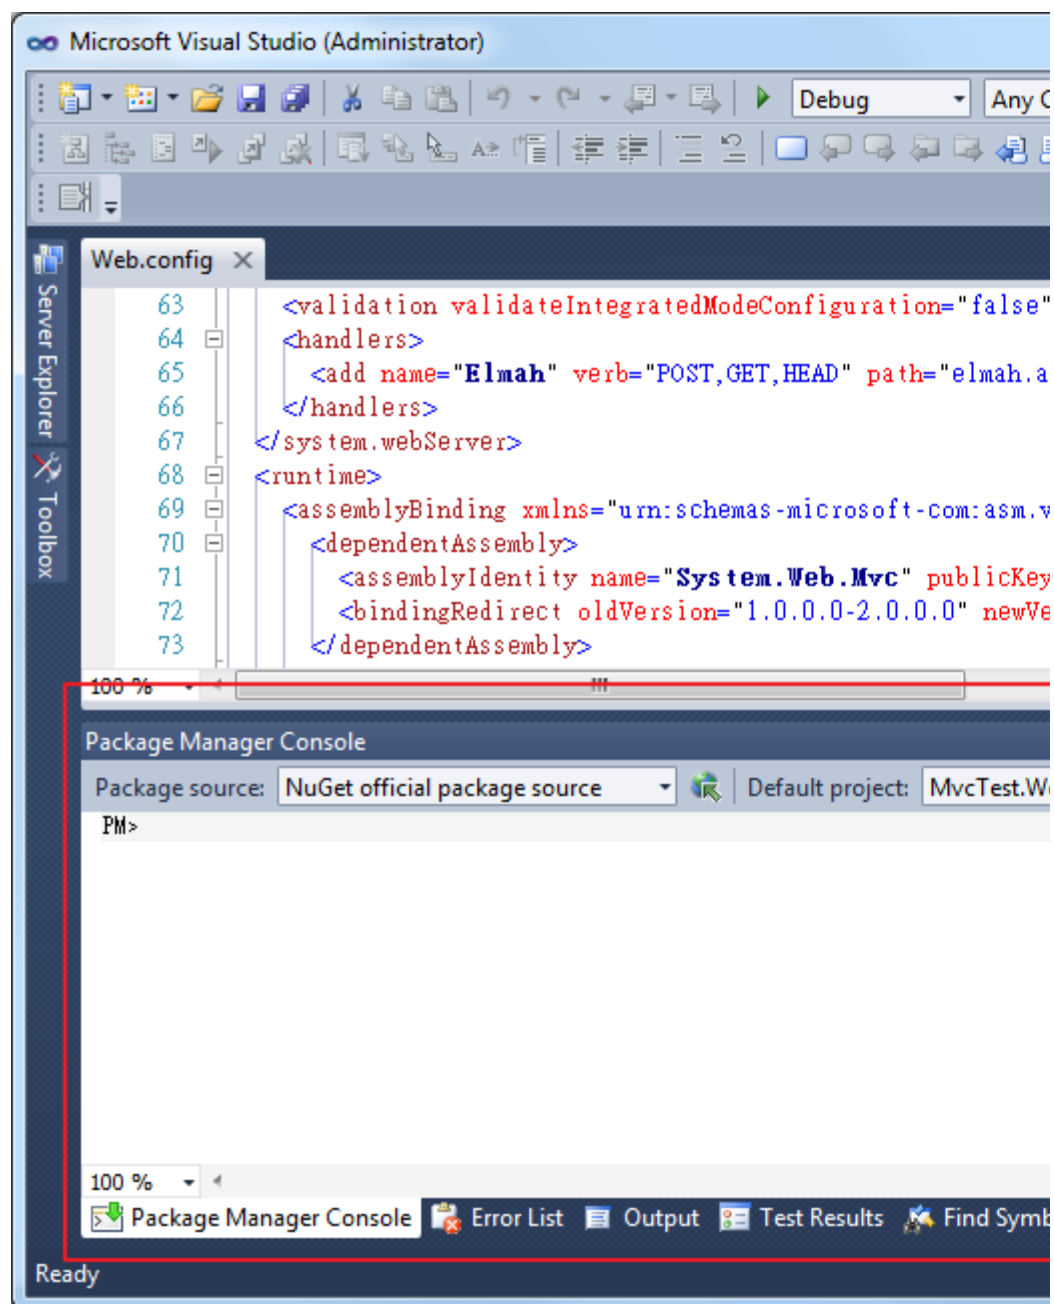 Microsoft Visual Studio (Administrator)
Debug
Any
Web.config
Server Explorer
Toolbox
63 <validation validateIntegratedModeConfiguration="false"
64 <handlers>
65 <add name="Elmah" verb="POST,GET,HEAD" path="elmah.a
66 </handlers>
67 </system.webServer>
68 <runtime>
69 <assemblyBinding xmlns="urn:schemas-microsoft-com:asm.v
70 <dependentAssembly>
71 <assemblyIdentity name="System.Web.Mvc" publicKey
72 <bindingRedirect oldVersion="1.0.0.0-2.0.0.0" newVe
73 </dependentAssembly>
100 %
Package Manager Console
Package source: NuGet official package source Default project: MvcTest.We
PM>
100 %
Package Manager Console Error List Output Test Results Find Symb
Ready